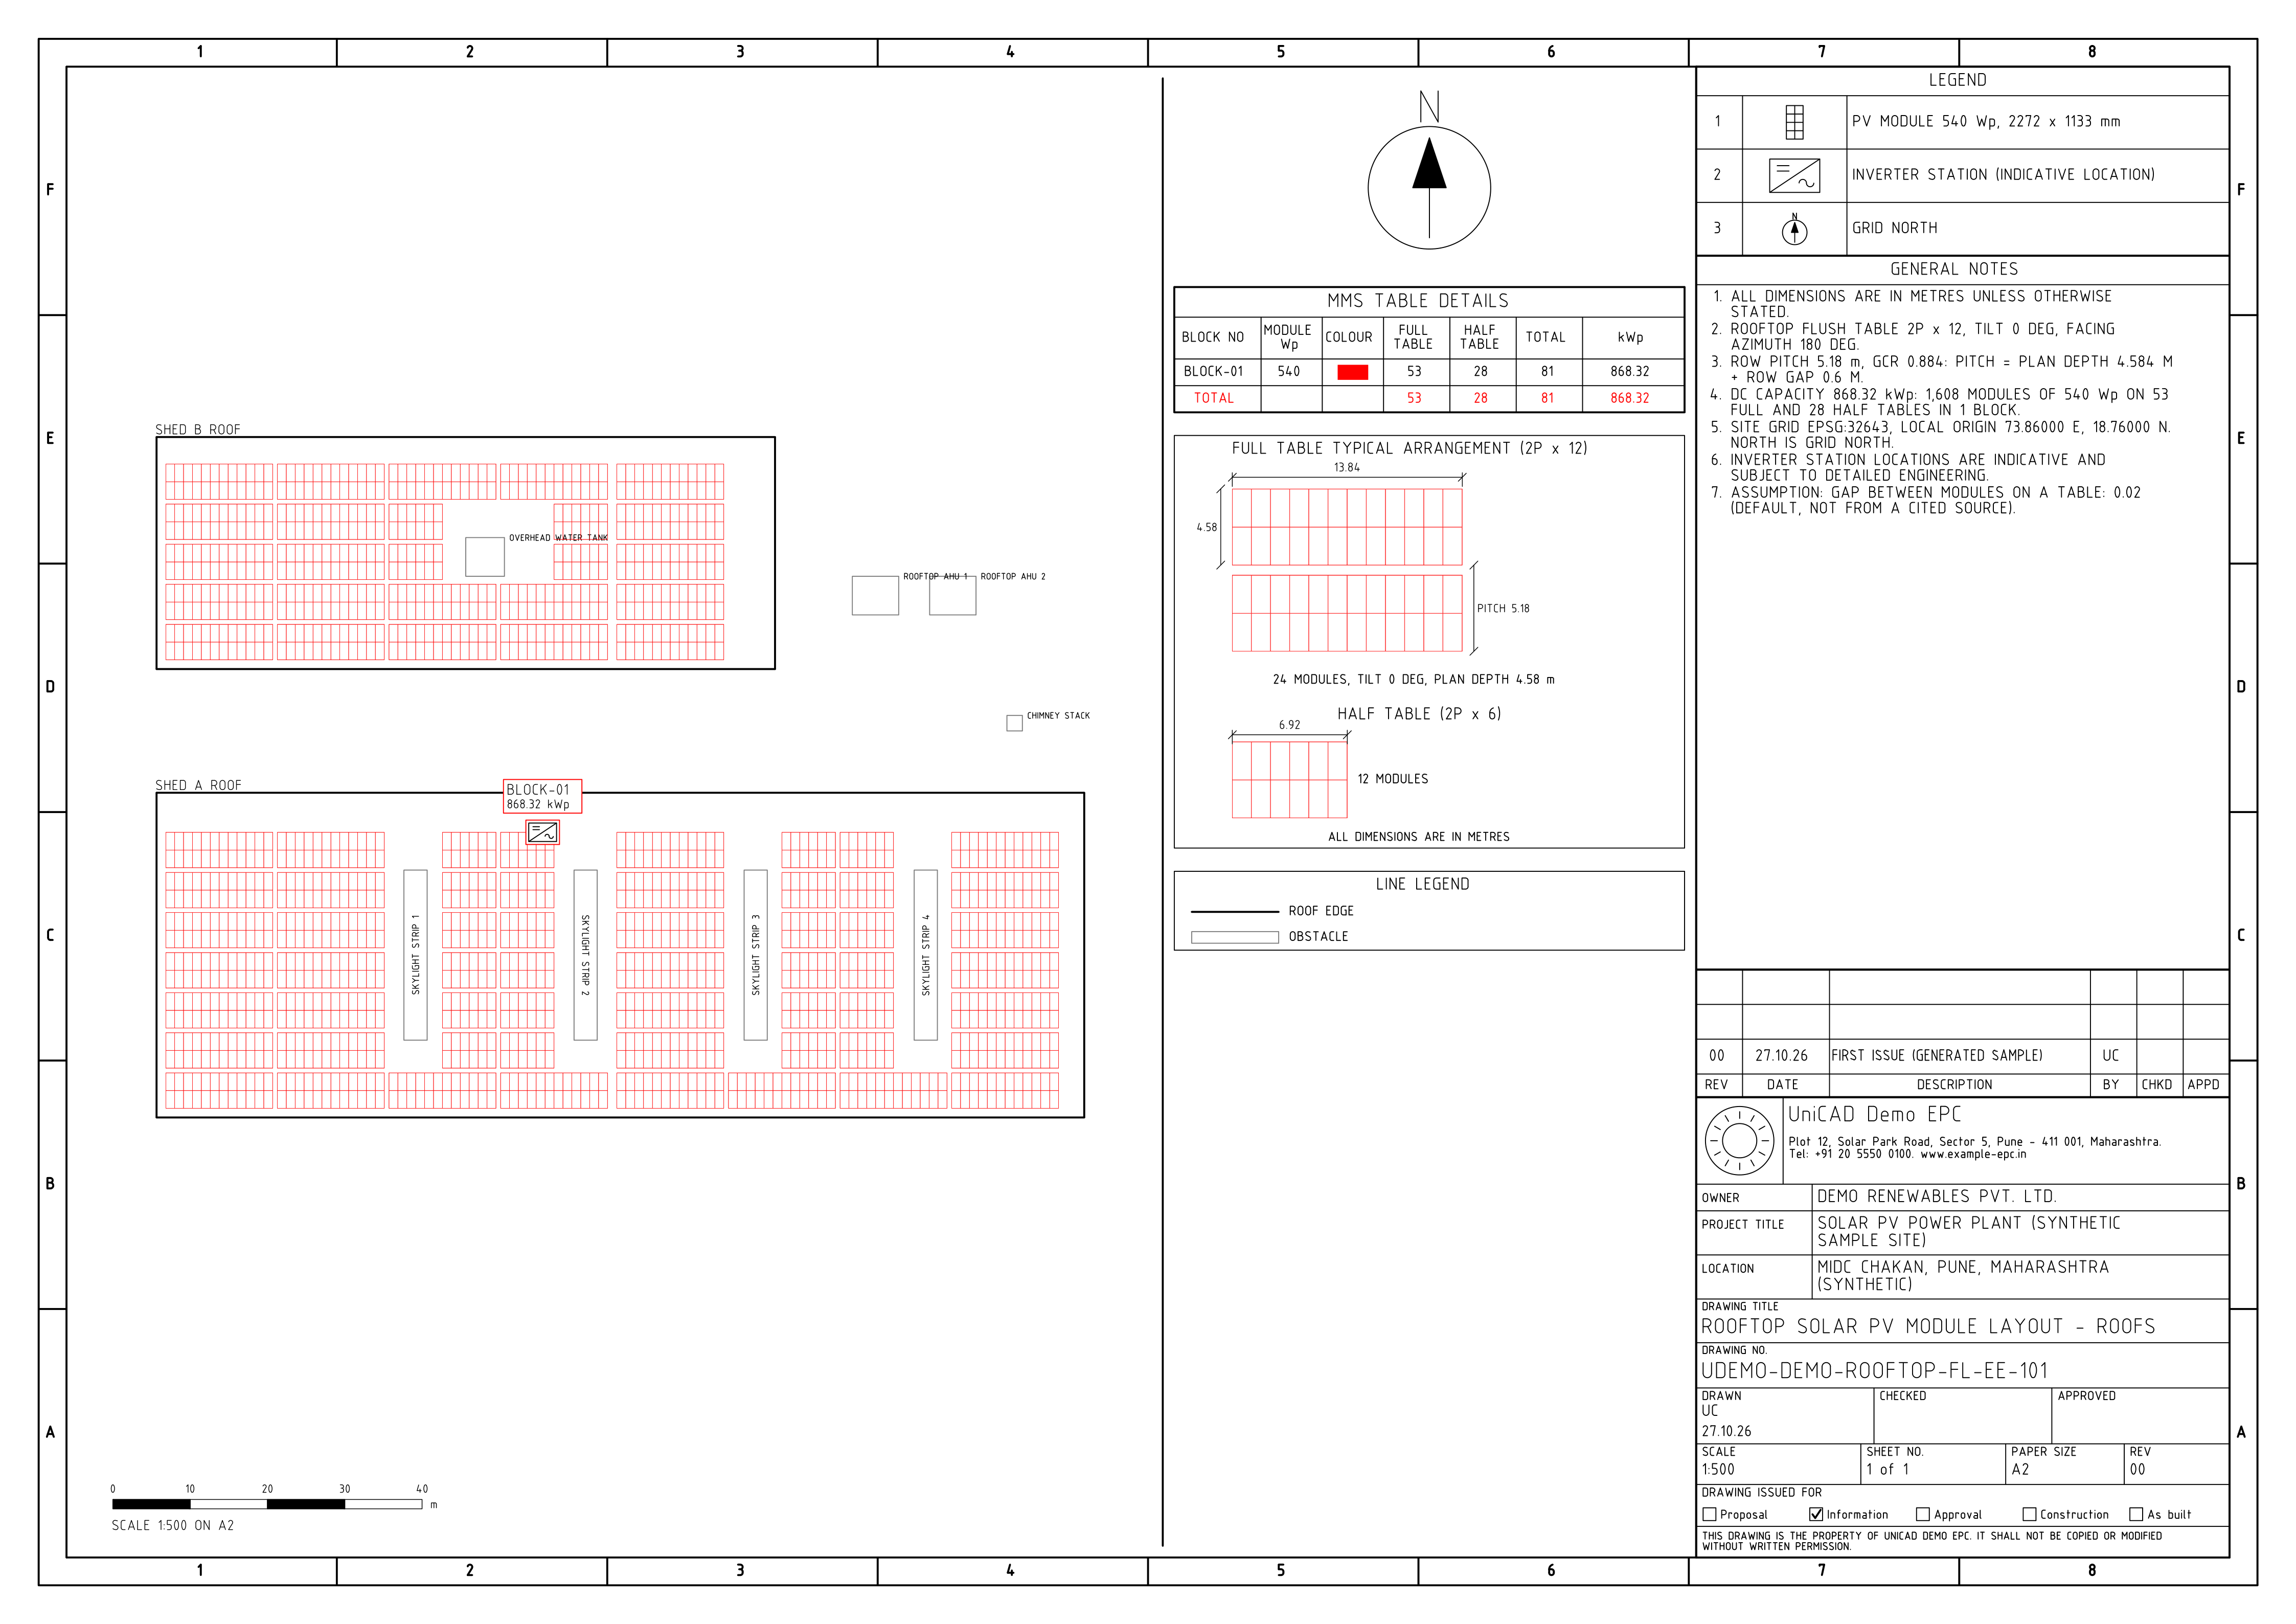 1 2 3 4 5 6 7 8
F
E
D
C
B
A
SHED B ROOF
OVERHEAD WATER TANK
ROOFTOP AHU 1
ROOFTOP AHU 2
CHIMNEY STACK
SHED A ROOF
BLOCK-01
868.32 kWp
SKYLIGHT STRIP 1
SKYLIGHT STRIP 2
SKYLIGHT STRIP 3
SKYLIGHT STRIP 4
0 10 20 30 40
m
SCALE 1:500 ON A2
N
MMS TABLE DETAILS
BLOCK NO MODULE Wp COLOUR FULL TABLE HALF TABLE TOTAL kWp
BLOCK-01 540 53 28 81 868.32
TOTAL 53 28 81 868.32
FULL TABLE TYPICAL ARRANGEMENT (2P x 12)
13.84
4.58
PITCH 5.18
24 MODULES, TILT 0 DEG, PLAN DEPTH 4.58 m
HALF TABLE (2P x 6)
6.92
12 MODULES
ALL DIMENSIONS ARE IN METRES
LINE LEGEND
ROOF EDGE
OBSTACLE
LEGEND
1 PV MODULE 540 Wp, 2272 x 1133 mm
2 INVERTER STATION (INDICATIVE LOCATION)
3 N GRID NORTH
GENERAL NOTES
1. ALL DIMENSIONS ARE IN METRES UNLESS OTHERWISE
STATED.
2. ROOFTOP FLUSH TABLE 2P x 12, TILT 0 DEG, FACING
AZIMUTH 180 DEG.
3. ROW PITCH 5.18 m, GCR 0.884: PITCH = PLAN DEPTH 4.584 M
+ ROW GAP 0.6 M.
4. DC CAPACITY 868.32 kWp: 1,608 MODULES OF 540 Wp ON 53
FULL AND 28 HALF TABLES IN 1 BLOCK.
5. SITE GRID EPSG:32643, LOCAL ORIGIN 73.86000 E, 18.76000 N.
NORTH IS GRID NORTH.
6. INVERTER STATION LOCATIONS ARE INDICATIVE AND
SUBJECT TO DETAILED ENGINEERING.
7. ASSUMPTION: GAP BETWEEN MODULES ON A TABLE: 0.02
(DEFAULT, NOT FROM A CITED SOURCE).
00 27.10.26 FIRST ISSUE (GENERATED SAMPLE) UC
REV DATE DESCRIPTION BY CHKD APPD
UniCAD Demo EPC
Plot 12, Solar Park Road, Sector 5, Pune - 411 001, Maharashtra.
Tel: +91 20 5550 0100. www.example-epc.in
OWNER DEMO RENEWABLES PVT. LTD.
PROJECT TITLE SOLAR PV POWER PLANT (SYNTHETIC
SAMPLE SITE)
LOCATION MIDC CHAKAN, PUNE, MAHARASHTRA
(SYNTHETIC)
DRAWING TITLE
ROOFTOP SOLAR PV MODULE LAYOUT - ROOFS
DRAWING NO.
UDEMO-DEMO-ROOFTOP-FL-EE-101
DRAWN CHECKED APPROVED
UC
27.10.26
SCALE SHEET NO. PAPER SIZE REV
1:500 1 of 1 A2 00
DRAWING ISSUED FOR
Proposal Information Approval Construction As built
THIS DRAWING IS THE PROPERTY OF UNICAD DEMO EPC. IT SHALL NOT BE COPIED OR MODIFIED
WITHOUT WRITTEN PERMISSION.
F
E
D
C
B
A
1 2 3 4 5 6 7 8